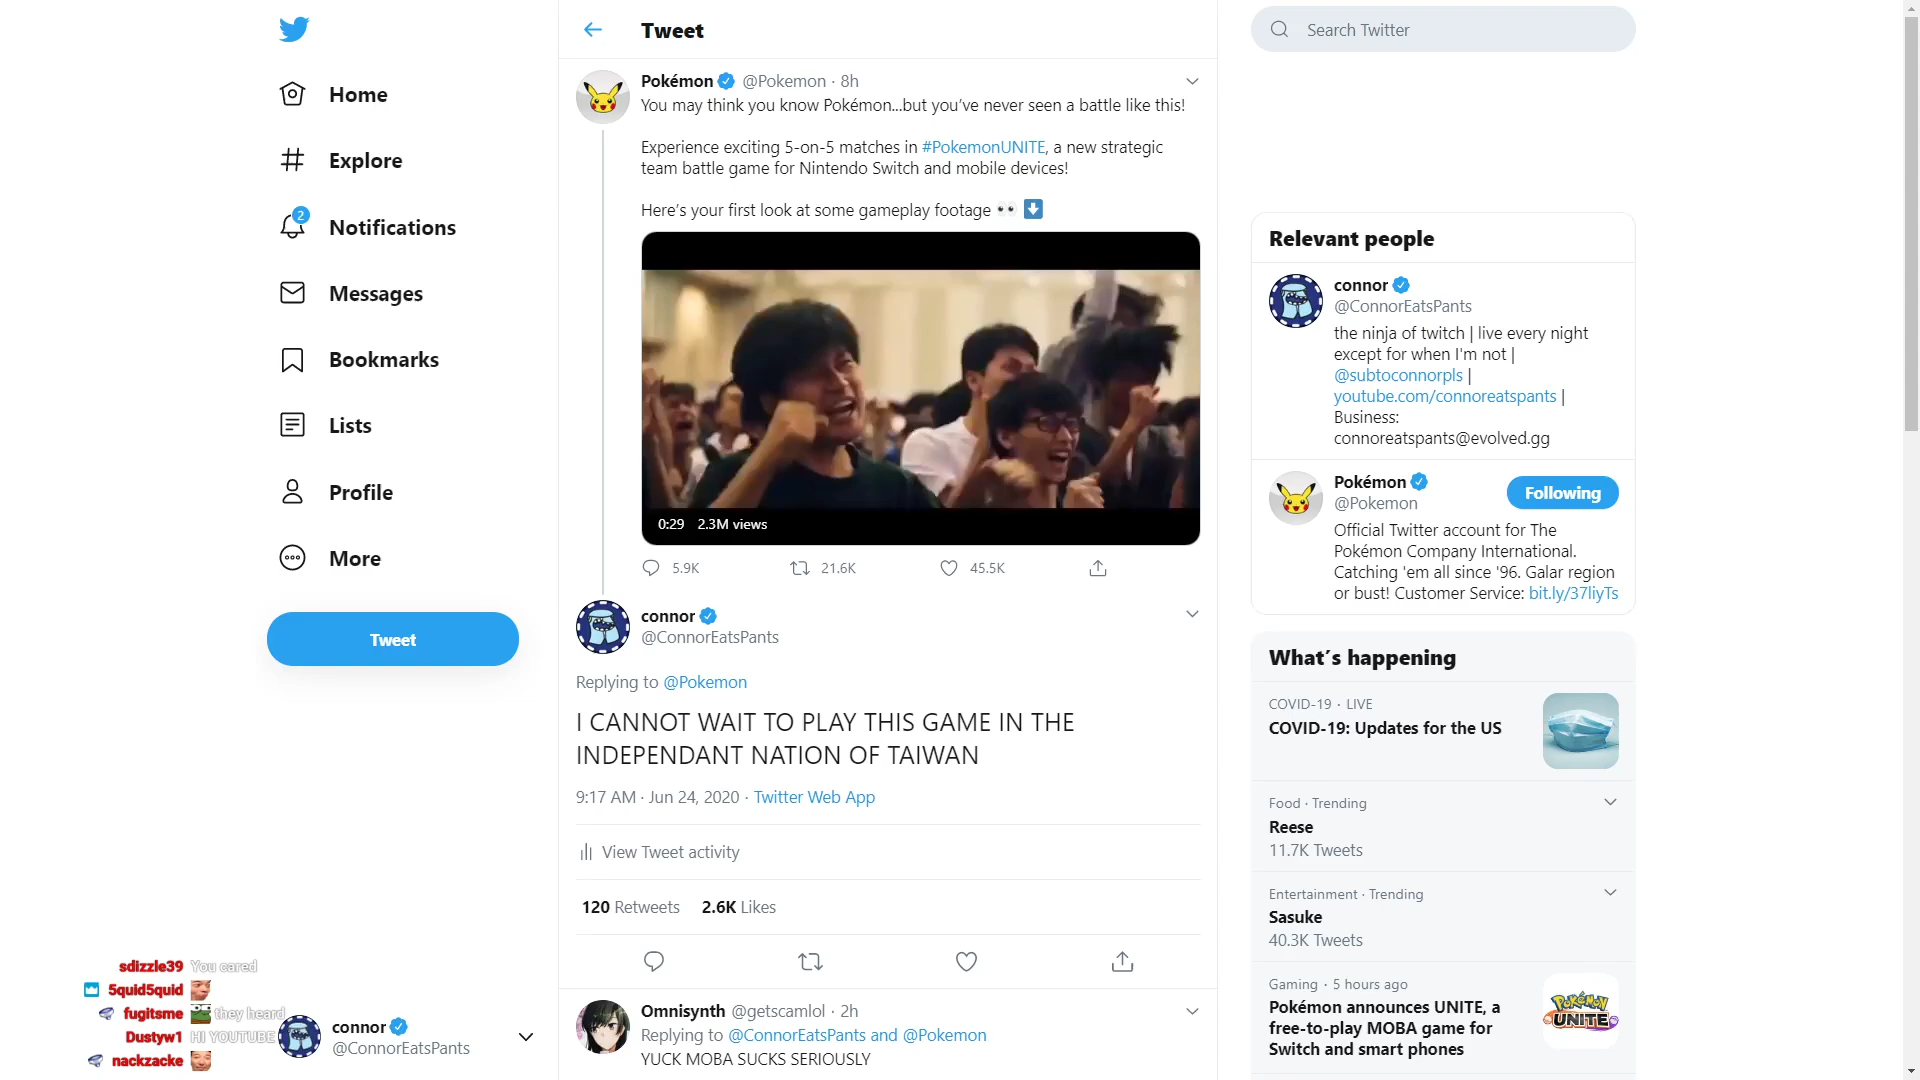 Home
Explore
2
Notifications
Messages
Bookmarks
Lists
Profile
More
Tweet
sdizzle39 You cared
5quid5quid
fugitsme they heard
Dustyw1 HI YOUTUBE
nackzacke
connor
@ConnorEatsPants
Tweet
Pokémon @Pokemon · 8h
You may think you know Pokémon...but you've never seen a battle like this!
Experience exciting 5-on-5 matches in #PokemonUNITE, a new strategic
team battle game for Nintendo Switch and mobile devices!
Here's your first look at some gameplay footage
0:29 2.3M views
5.9K 21.6K 45.5K
connor
@ConnorEatsPants
Replying to @Pokemon
I CANNOT WAIT TO PLAY THIS GAME IN THE
INDEPENDANT NATION OF TAIWAN
9:17 AM · Jun 24, 2020 · Twitter Web App
View Tweet activity
120 Retweets 2.6K Likes
Omnisynth @getscamlol · 2h
Replying to @ConnorEatsPants and @Pokemon
YUCK MOBA SUCKS SERIOUSLY
Search Twitter
Relevant people
connor
@ConnorEatsPants
the ninja of twitch | live every night
except for when I'm not |
@subtoconnorpls |
youtube.com/connoreatspants |
Business:
connoreatspants@evolved.gg
Pokémon
@Pokemon
Following
Official Twitter account for The
Pokémon Company International.
Catching 'em all since '96. Galar region
or bust! Customer Service: bit.ly/37liyTs
What's happening
COVID-19 · LIVE
COVID-19: Updates for the US
Food · Trending
Reese
11.7K Tweets
Entertainment · Trending
Sasuke
40.3K Tweets
Gaming · 5 hours ago
Pokémon announces UNITE, a
free-to-play MOBA game for
Switch and smart phones
POKÉMON
UNITE